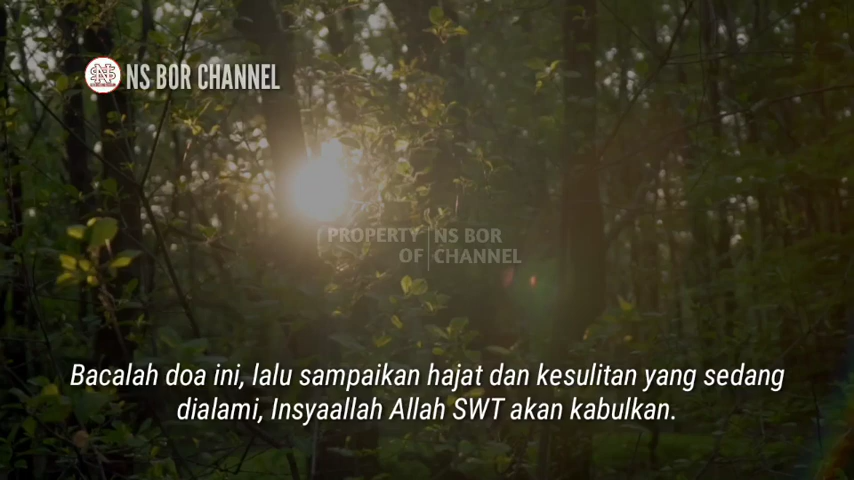 NS BOR CHANNEL
PROPERTY OF
NS BOR CHANNEL
Bacalah doa ini, lalu sampaikan hajat dan kesulitan yang sedang
dialami, Insyaallah Allah SWT akan kabulkan.